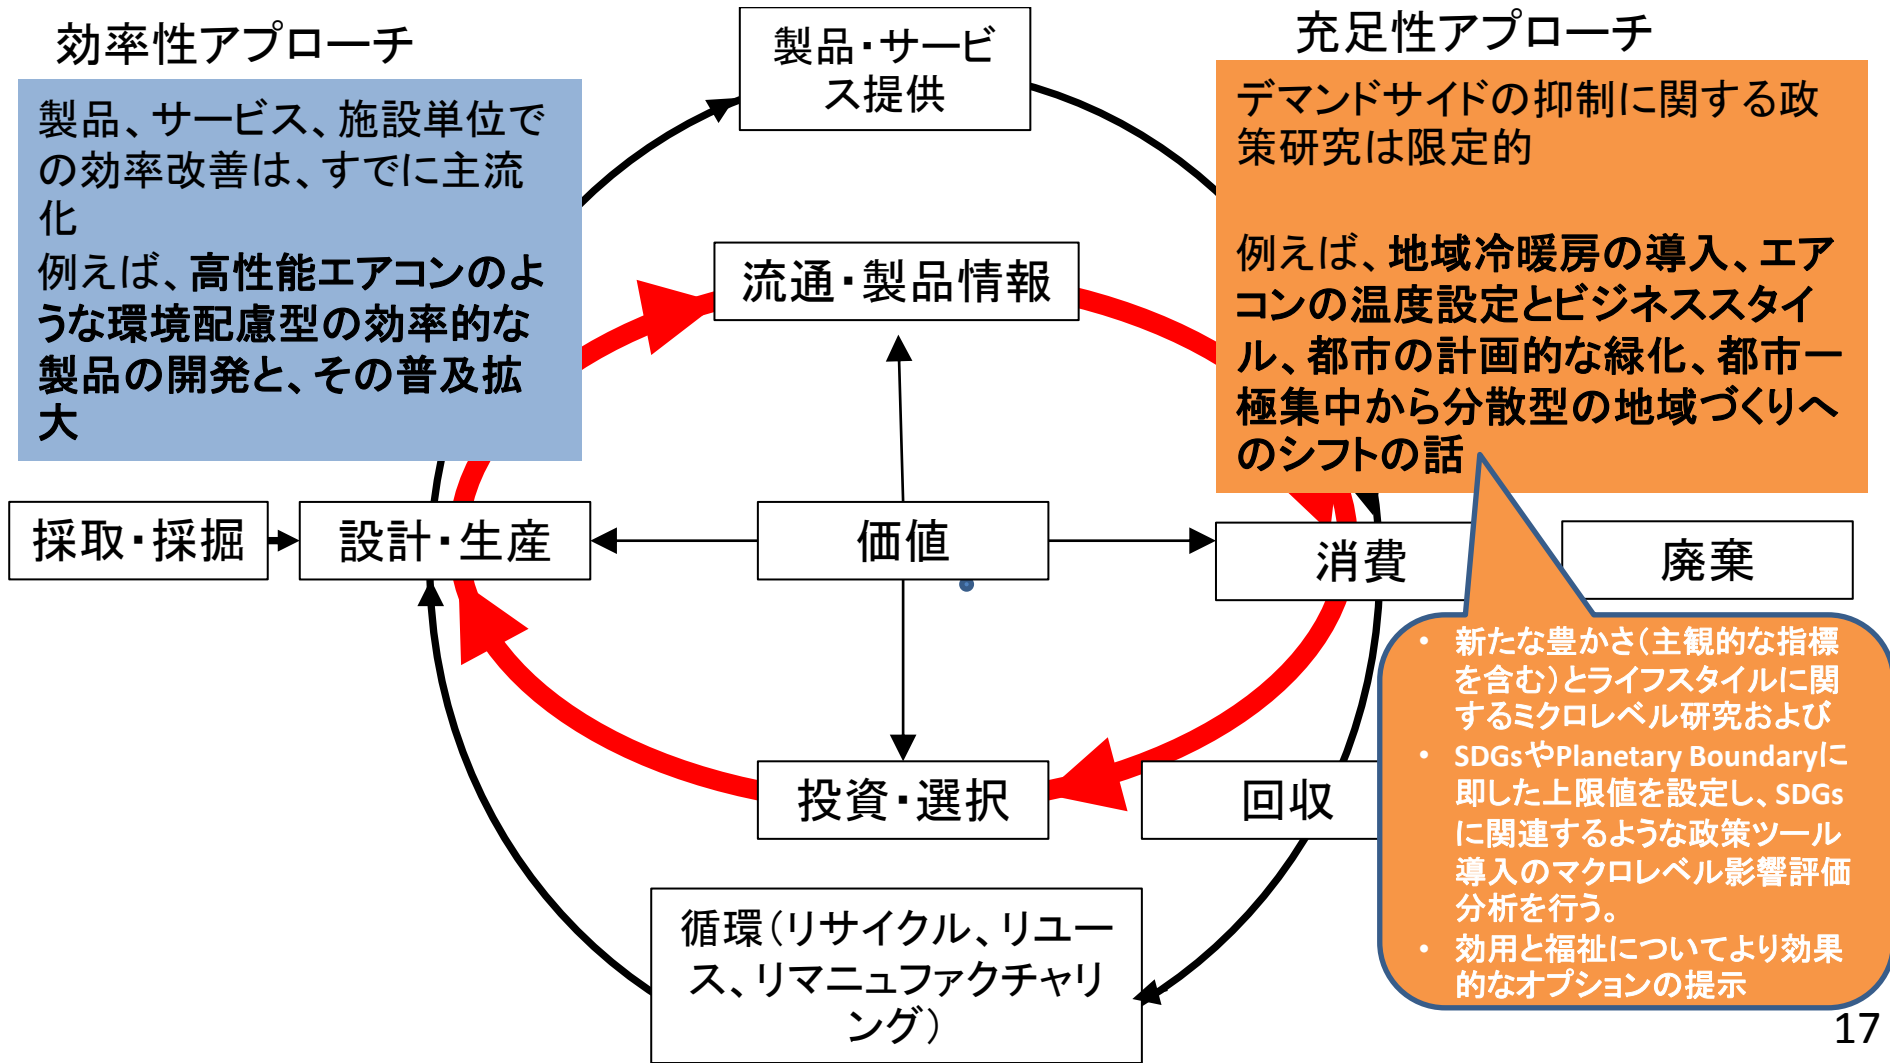 効率性アプローチ
製品、サービス、施設単位で
の効率改善は、すでに主流
化
例えば、高性能エアコンのよ
うな環境配慮型の効率的な
製品の開発と、その普及拡
大
製品・サービ
ス提供
充足性アプローチ
デマンドサイドの抑制に関する政
策研究は限定的
例えば、地域冷暖房の導入、エア
コンの温度設定とビジネススタイ
ル、都市の計画的な緑化、都市一
極集中から分散型の地域づくりへ
のシフトの話
流通・製品情報
採取・採掘
設計・生産
価値
消費
廃棄
投資・選択
回収
循環（リサイクル、リユー
ス、リマニュファクチャリ
ング）
• 新たな豊かさ（主観的な指標
を含む）とライフスタイルに関
するミクロレベル研究および
• SDGsやPlanetary Boundaryに
即した上限値を設定し、SDGs
に関連するような政策ツール
導入のマクロレベル影響評価
分析を行う。
• 効用と福祉についてより効果
的なオプションの提示
17